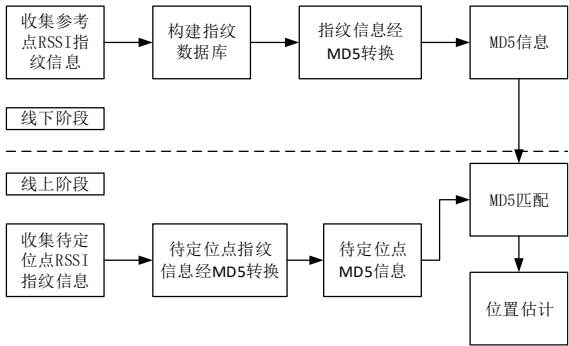 收集参考
点RSSI指
纹信息
构建指纹
数据库
指纹信息经
MD5转换
MD5信息
线下阶段
线上阶段
MD5匹配
收集待定
位点RSSI
指纹信息
待定位点指纹
信息经MD5转换
待定位点
MD5信息
位置估计